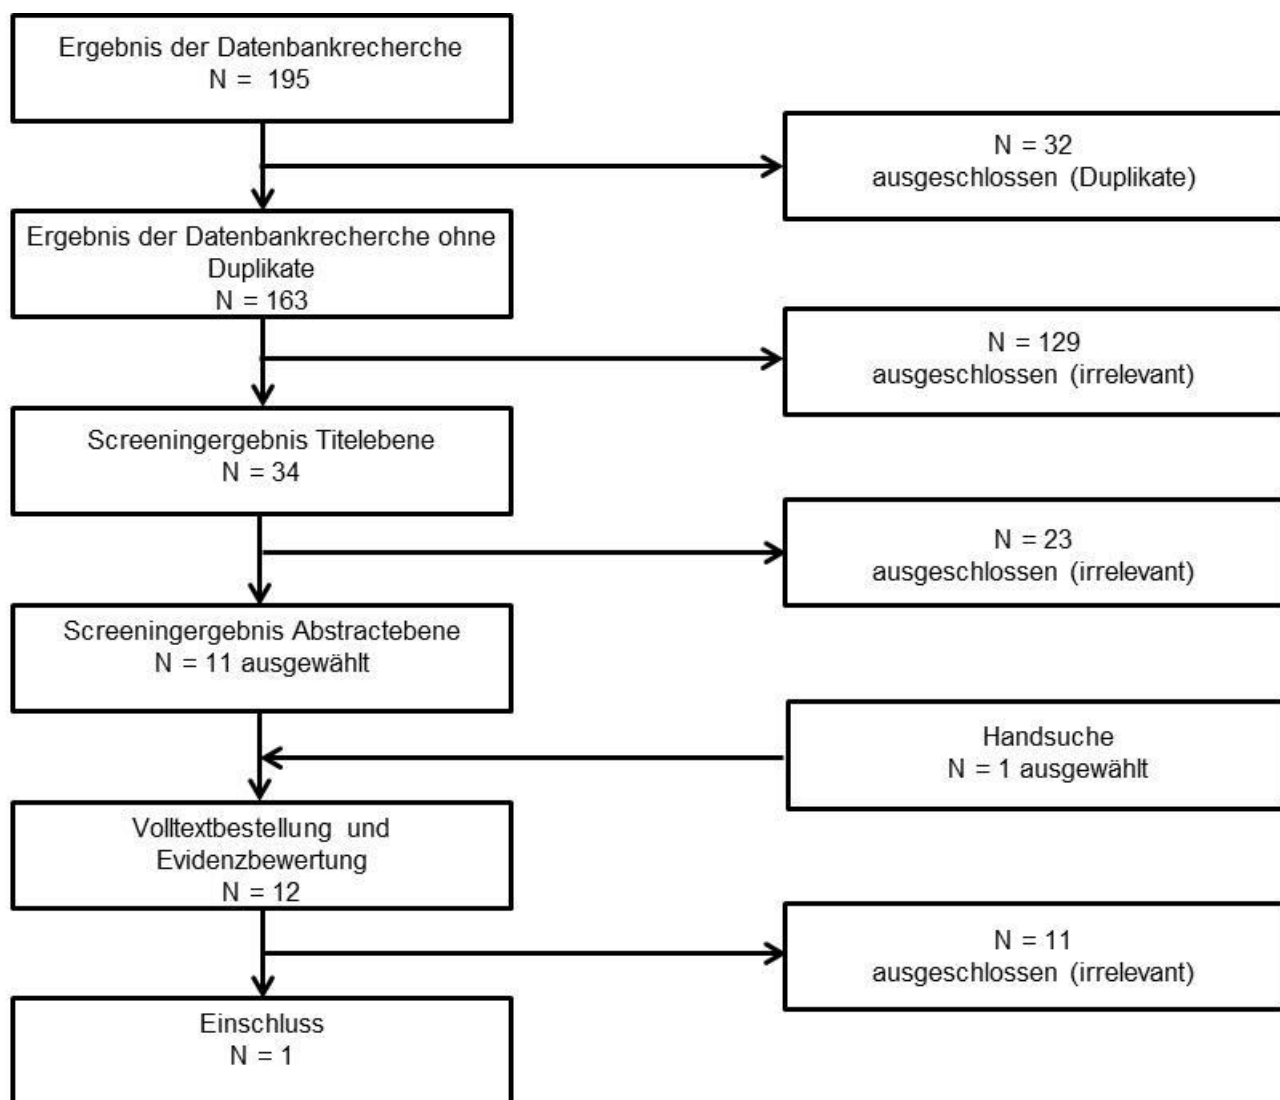 Ergebnis der Datenbankrecherche
N = 195
N = 32
ausgeschlossen (Duplikate)
Ergebnis der Datenbankrecherche ohne
Duplikate
N = 163
N = 129
ausgeschlossen (irrelevant)
Screeningergebnis Titelebene
N = 34
N = 23
ausgeschlossen (irrelevant)
Screeningergebnis Abstractebene
N = 11 ausgewählt
Handsuche
N = 1 ausgewählt
Volltextbestellung und
Evidenzbewertung
N = 12
N = 11
ausgeschlossen (irrelevant)
Einschluss
N = 1